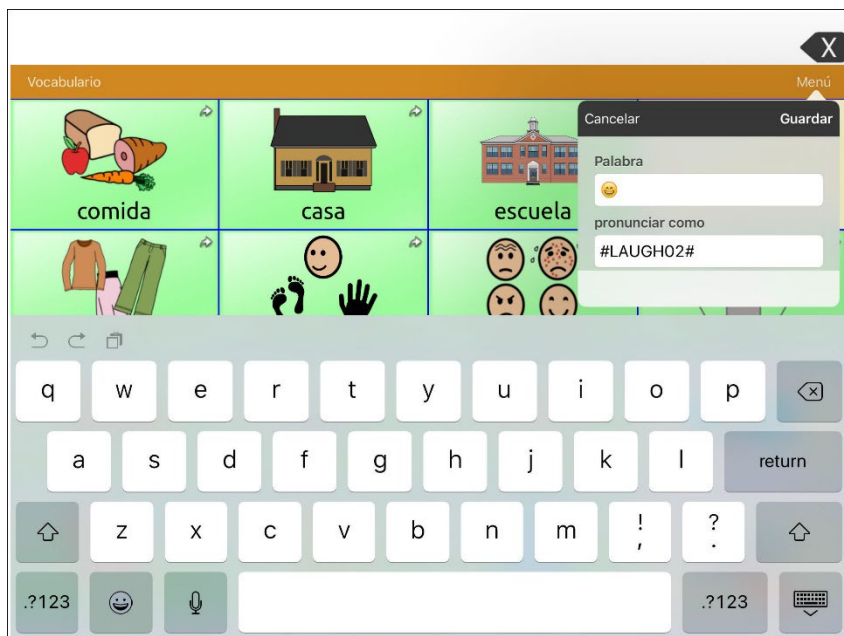 X
Vocabulario Menú
Cancelar Guardar
Palabra
😄
pronunciar como
#LAUGH02#
comida casa escuela
q w e r t y u i o p
a s d f g h j k l return
z x c v b n m ! , ? .
.?123 .?123